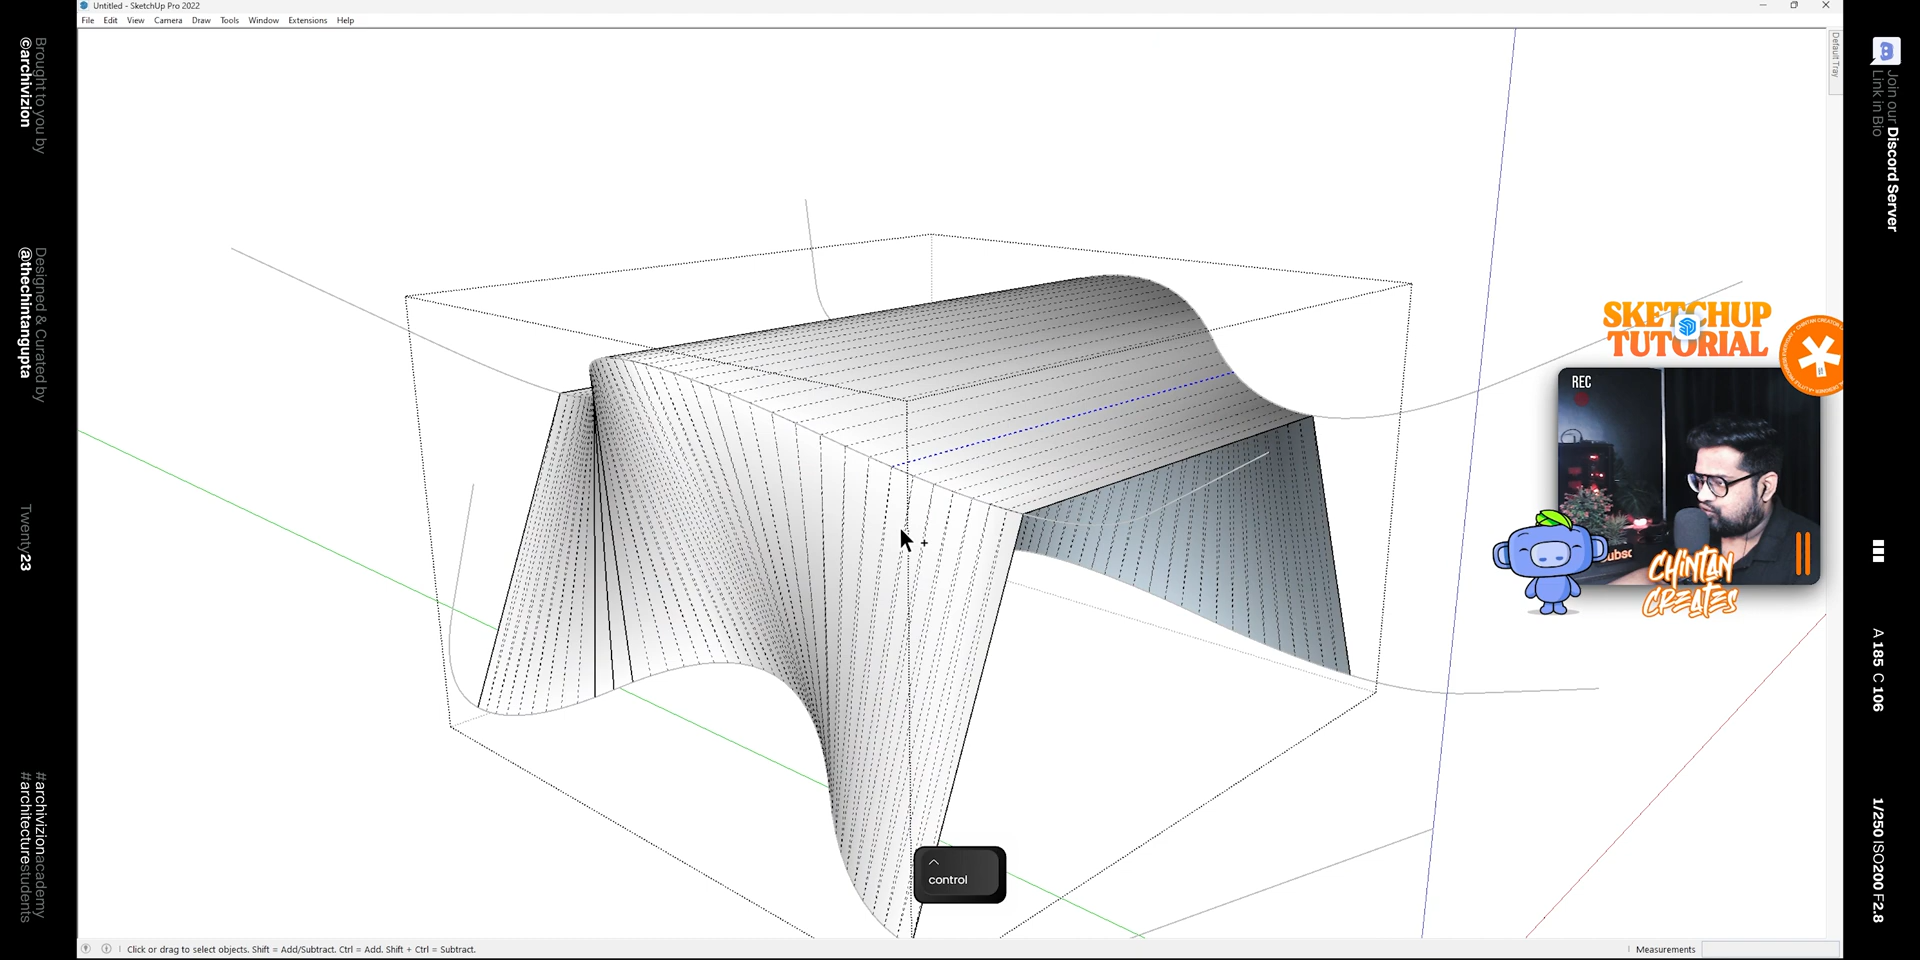 Untitled - SketchUp Pro 2022
File Edit View Camera Draw Tools Window Extensions Help
Default Tray
Brought to you by
@archivizion
Designed & Curated by
@thechintangupta
Twenty23
#archivizionacademy
#architecturestudents
Join our Discord Server
Link in Bio
SKETCHUP
TUTORIAL
REC
ubsc
CHINTAN
CREATES
A 185 C 106
1/250 ISO200 F2.8
^
control
Click or drag to select objects. Shift = Add/Subtract. Ctrl = Add. Shift + Ctrl = Subtract.
Measurements